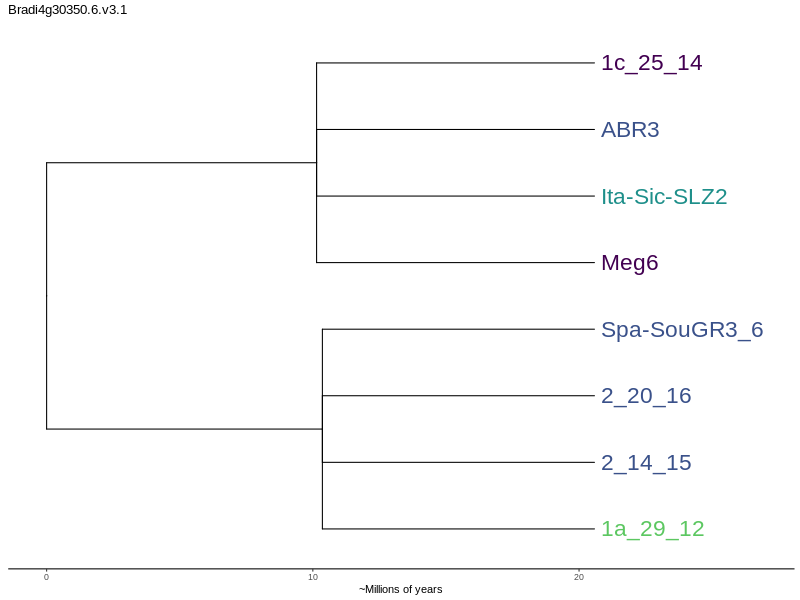 Bradi4g30350.6.v3.1
1c_25_14
ABR3
Ita-Sic-SLZ2
Meg6
Spa-SouGR3_6
2_20_16
2_14_15
1a_29_12
0 10 20
~Millions of years